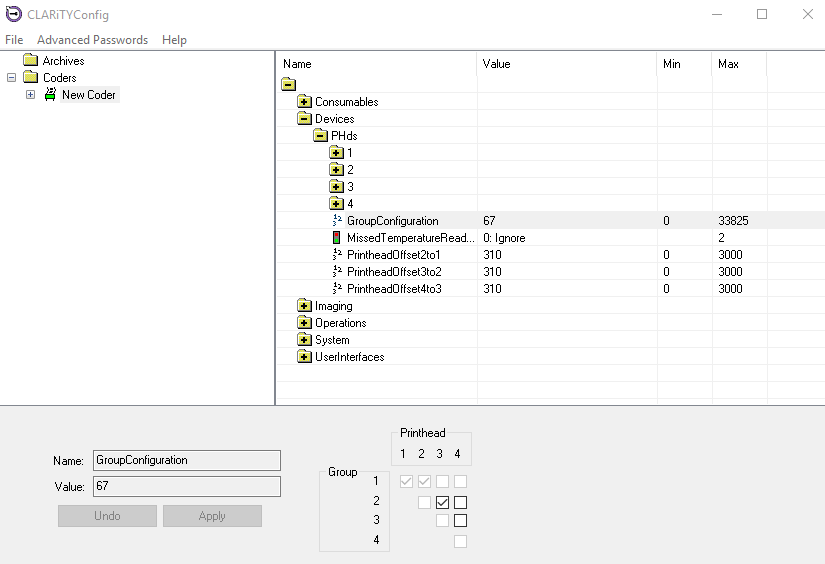 CLARiTYConfig
File Advanced Passwords Help
Archives
Coders
New Coder
Name Value Min Max
Consumables
Devices
PHds
1
2
3
4
GroupConfiguration 67 0 33825
MissedTemperatureRead... 0: Ignore 2
PrintheadOffset2to1 310 0 3000
PrintheadOffset3to2 310 0 3000
PrintheadOffset4to3 310 0 3000
Imaging
Operations
System
UserInterfaces
Name: GroupConfiguration
Value: 67
Undo Apply
Printhead
1 2 3 4
Group
1
2
3
4